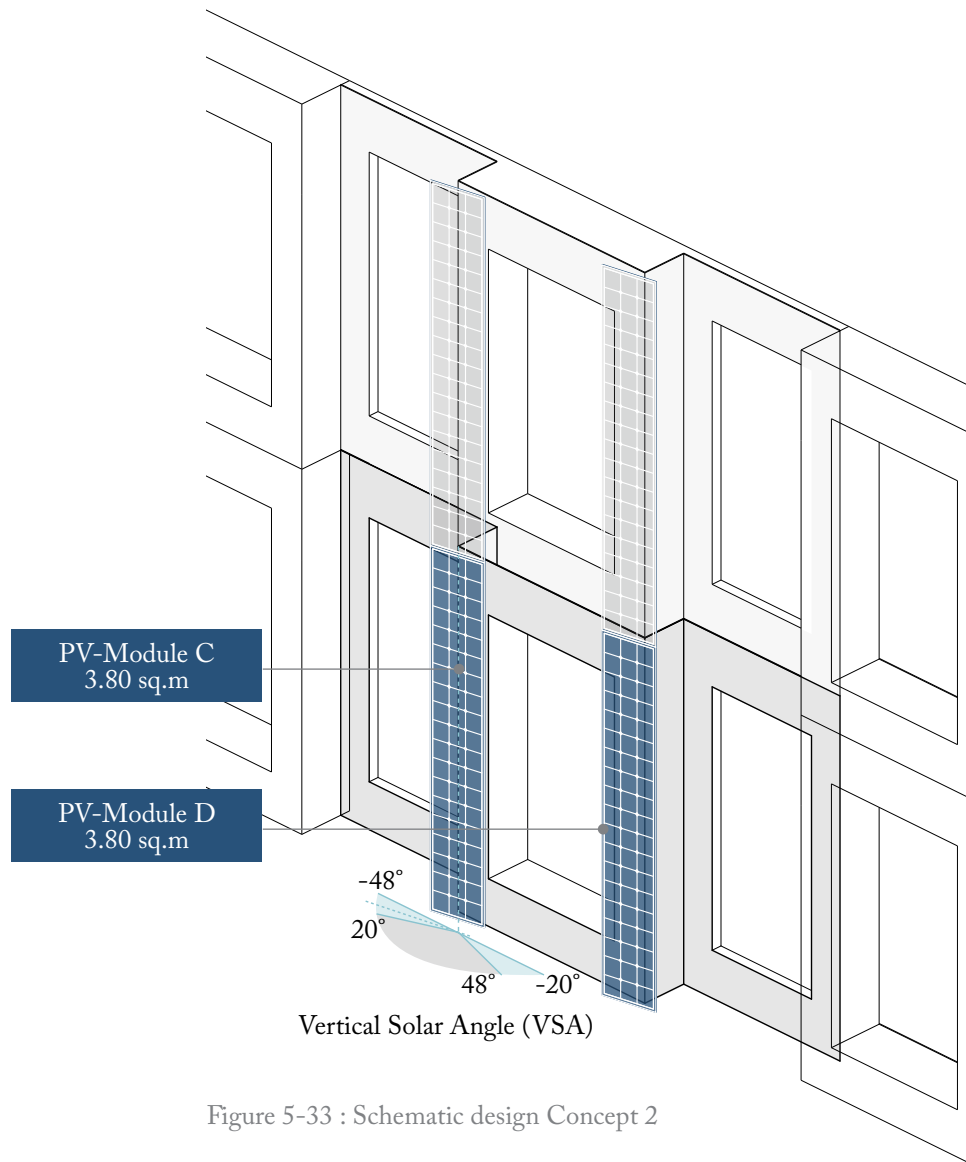 PV-Module C
3.80 sq.m
PV-Module D
3.80 sq.m
-48°
20°
48°
-20°
Vertical Solar Angle (VSA)
Figure 5-33 : Schematic design Concept 2